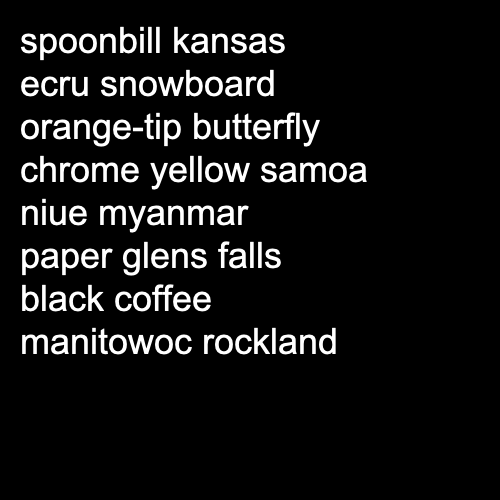 spoonbill kansas
ecru snowboard
orange-tip butterfly
chrome yellow samoa
niue myanmar
paper glens falls
black coffee
manitowoc rockland